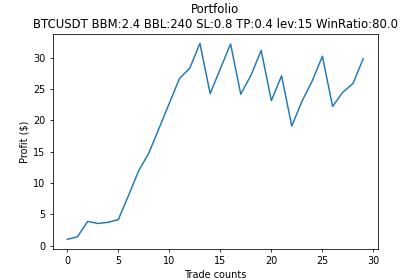 Portfolio
BTCUSDT BBM:2.4 BBL:240 SL:0.8 TP:0.4 lev:15 WinRatio:80.0
Profit ($)
30
25
20
15
10
5
0
0 5 10 15 20 25 30
Trade counts